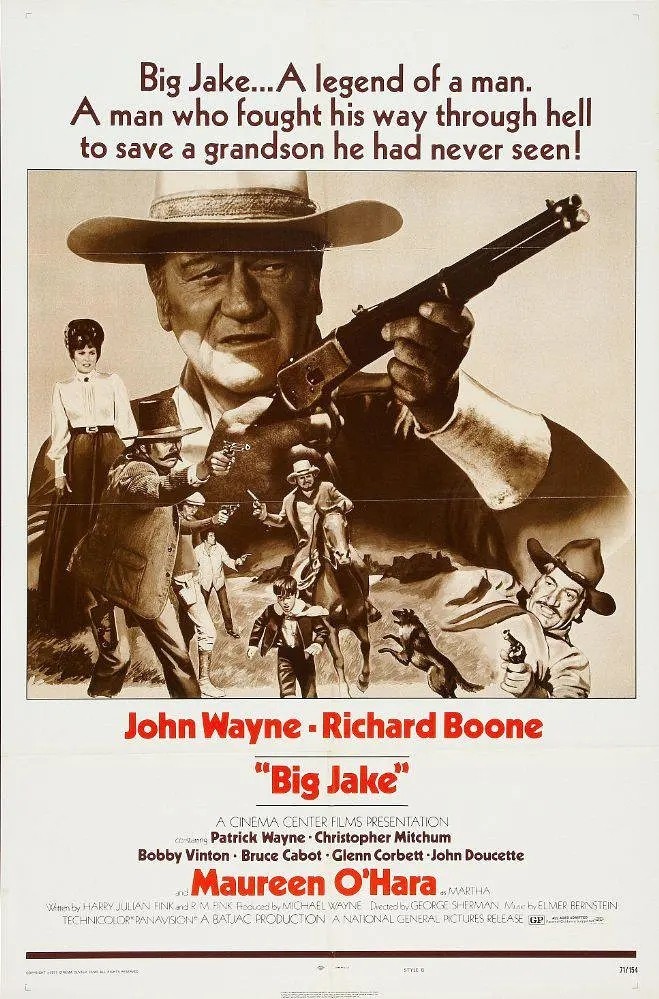 Big Jake...A legend of a man.
A man who fought his way through hell
to save a grandson he had never seen!
John Wayne - Richard Boone
"Big Jake"
A CINEMA CENTER FILMS PRESENTATION
costarring Patrick Wayne · Christopher Mitchum
Bobby Vinton · Bruce Cabot · Glenn Corbett · John Doucette
and Maureen O'Hara as MARTHA
Written by HARRY JULIAN FINK and R. M. FINK Produced by MICHAEL WAYNE Directed by GEORGE SHERMAN Music by ELMER BERNSTEIN
TECHNICOLOR® PANAVISION® A BATJAC PRODUCTION A NATIONAL GENERAL PICTURES RELEASE GP ALL AGES ADMITTED
STYLE B
71/154